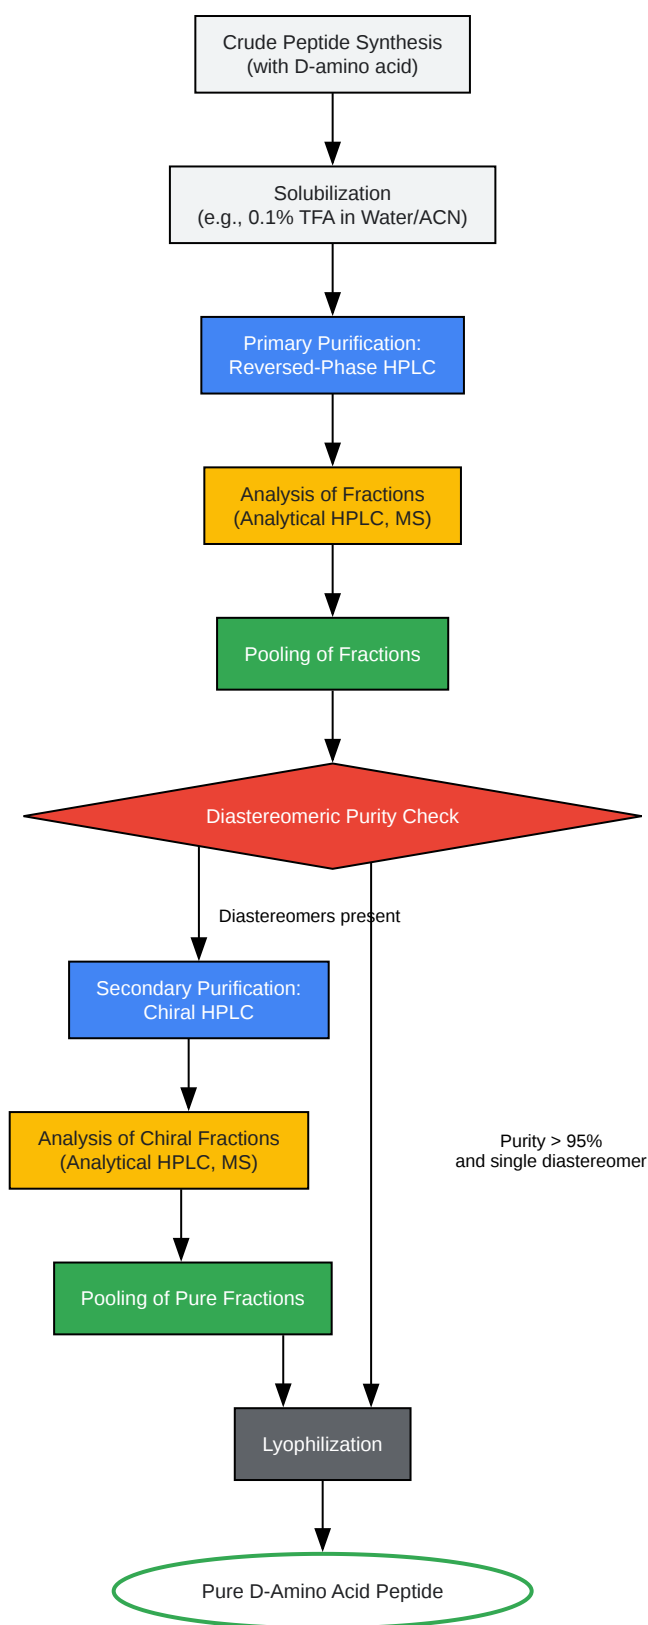 Crude Peptide Synthesis
(with D-amino acid)
Solubilization
(e.g., 0.1% TFA in Water/ACN)
Primary Purification:
Reversed-Phase HPLC
Analysis of Fractions
(Analytical HPLC, MS)
Pooling of Fractions
Diastereomeric Purity Check
Diastereomers present
Secondary Purification:
Chiral HPLC
Analysis of Chiral Fractions
(Analytical HPLC, MS)
Purity > 95%
and single diastereomer
Pooling of Pure Fractions
Lyophilization
Pure D-Amino Acid Peptide